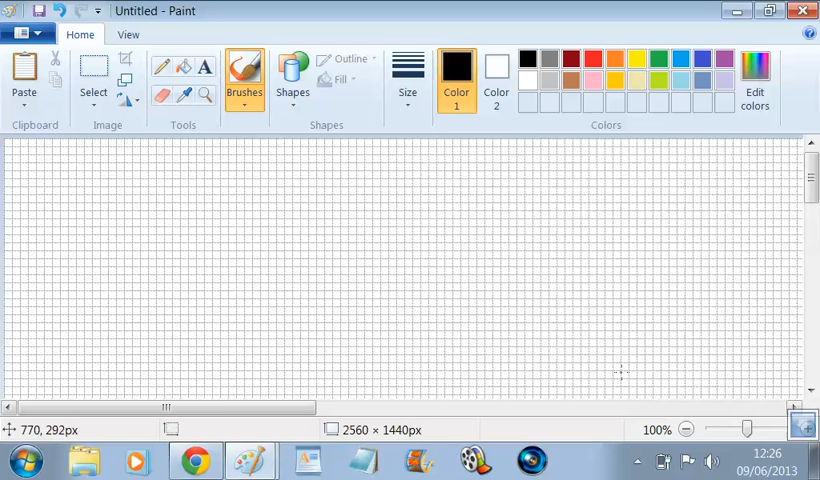 Untitled - Paint
Home
View
Paste
Select
Brushes
Shapes
Outline
Fill
Size
Color 1
Color 2
Edit colors
Clipboard
Image
Tools
Shapes
Colors
770, 292px
2560 × 1440px
100%
12:26
09/06/2013